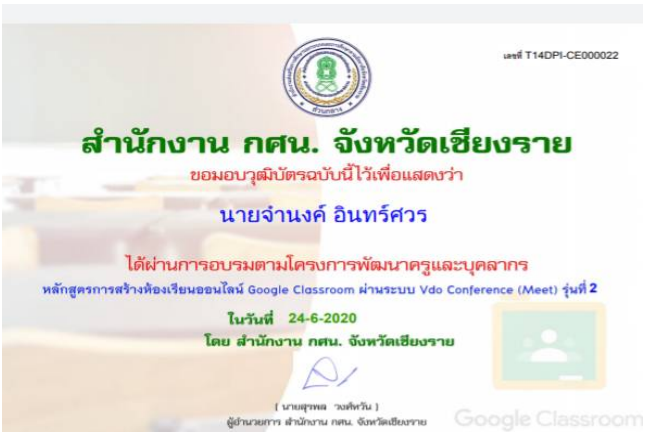 เลขที่ T14DPI-CE000022
สำนักงาน กศน. จังหวัดเชียงราย
ขอมอบวุฒิบัตรฉบับนี้ไว้เพื่อแสดงว่า
นายจำนงค์ อินทร์ศวร
ได้ผ่านการอบรมตามโครงการพัฒนาครูและบุคลากร
หลักสูตรการสร้างห้องเรียนออนไลน์ Google Classroom ผ่านระบบ Vdo Conference (Meet) รุ่นที่ 2
ในวันที่ 24-6-2020
โดย สำนักงาน กศน. จังหวัดเชียงราย
( นายสุรพล วงศ์หวัน )
ผู้อำนวยการ สำนักงาน กศน. จังหวัดเชียงราย
Google Classroom